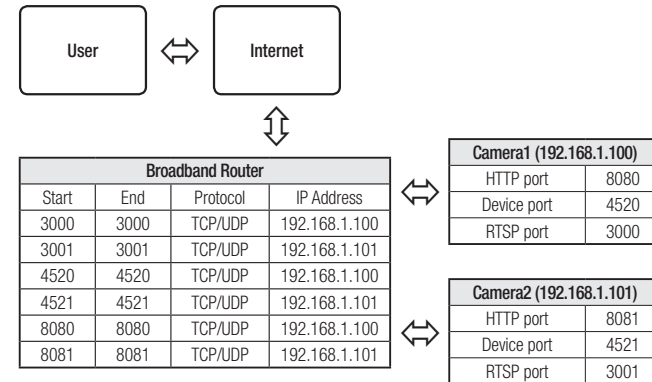 User
Internet
Broadband Router
Start End Protocol IP Address
3000 3000 TCP/UDP 192.168.1.100
3001 3001 TCP/UDP 192.168.1.101
4520 4520 TCP/UDP 192.168.1.100
4521 4521 TCP/UDP 192.168.1.101
8080 8080 TCP/UDP 192.168.1.100
8081 8081 TCP/UDP 192.168.1.101
Camera1 (192.168.1.100)
HTTP port 8080
Device port 4520
RTSP port 3000
Camera2 (192.168.1.101)
HTTP port 8081
Device port 4521
RTSP port 3001